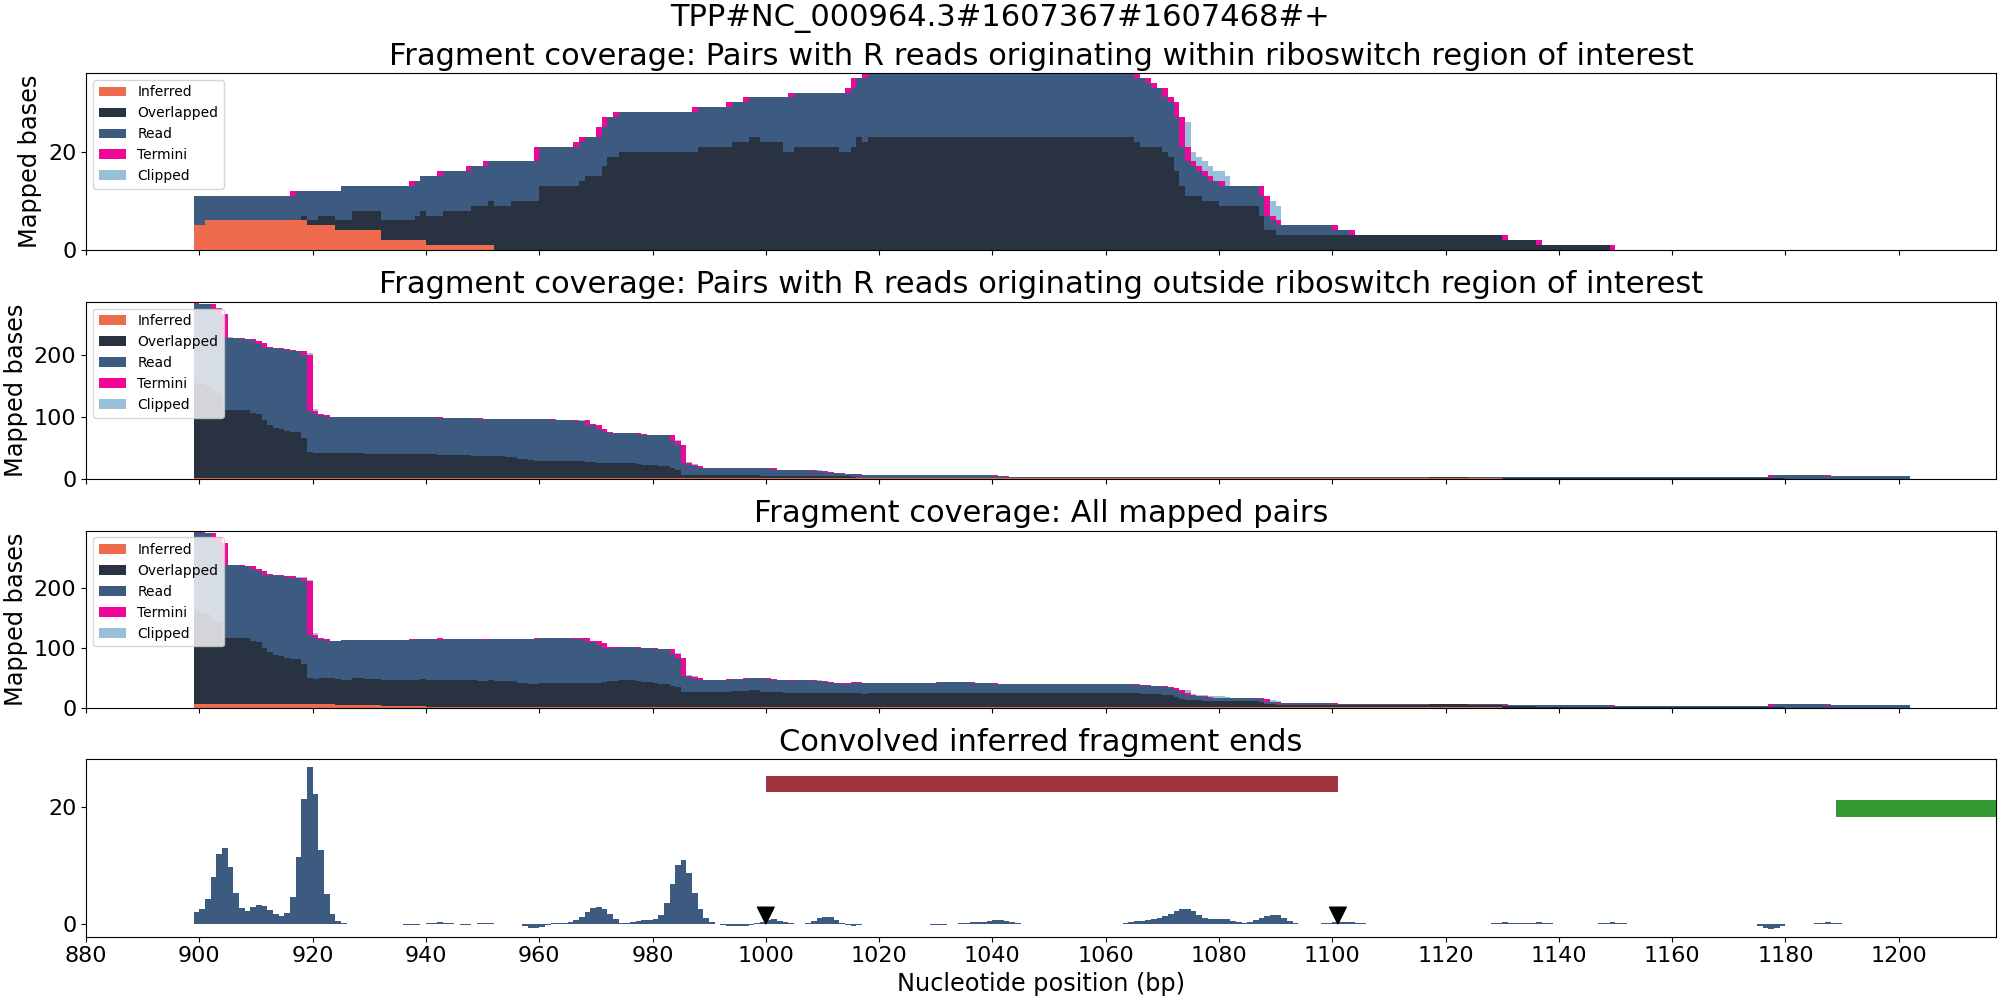 TPP#NC_000964.3#1607367#1607468#+
Fragment coverage: Pairs with R reads originating within riboswitch region of interest
Mapped bases
20
0
Inferred
Overlapped
Read
Termini
Clipped
Fragment coverage: Pairs with R reads originating outside riboswitch region of interest
Mapped bases
200
100
0
Inferred
Overlapped
Read
Termini
Clipped
Fragment coverage: All mapped pairs
Mapped bases
200
100
0
Inferred
Overlapped
Read
Termini
Clipped
Convolved inferred fragment ends
20
0
880 900 920 940 960 980 1000 1020 1040 1060 1080 1100 1120 1140 1160 1180 1200
Nucleotide position (bp)